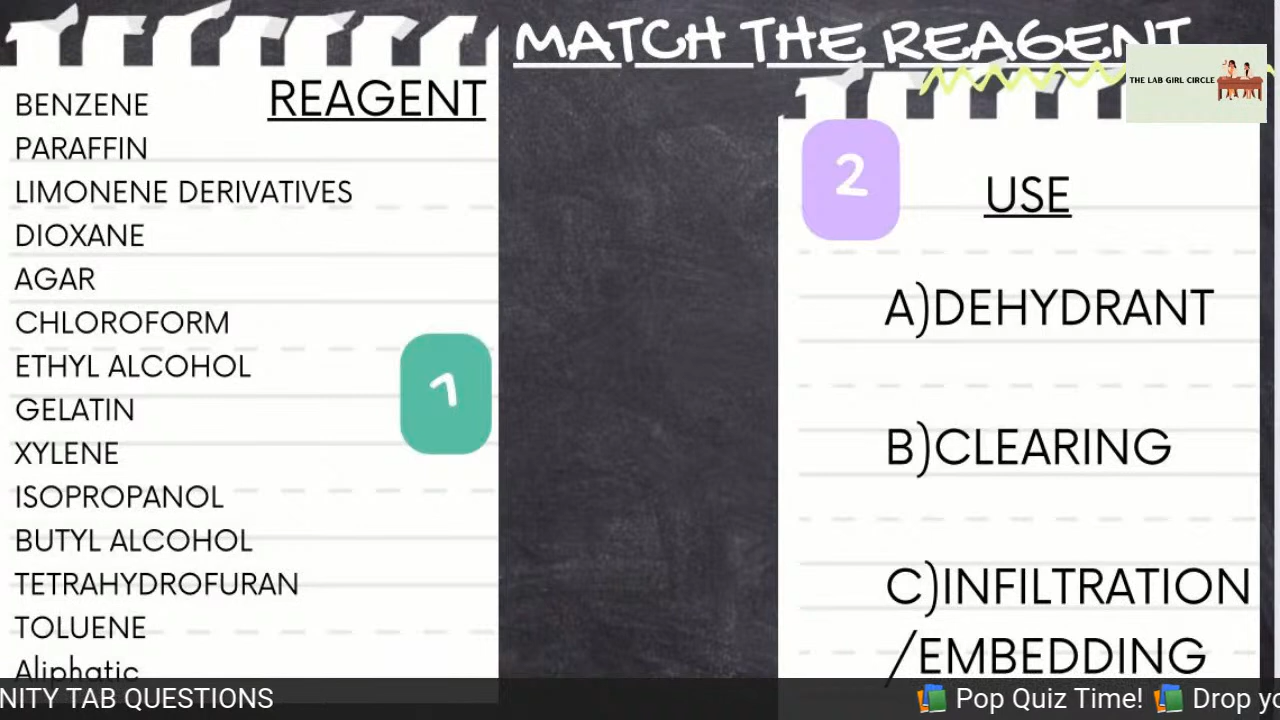 MATCH THE REAGENT
THE LAB GIRL CIRCLE
REAGENT
BENZENE
PARAFFIN
LIMONENE DERIVATIVES
DIOXANE
AGAR
CHLOROFORM
ETHYL ALCOHOL
GELATIN
XYLENE
ISOPROPANOL
BUTYL ALCOHOL
TETRAHYDROFURAN
TOLUENE
Aliphatic
1
2
USE
A)DEHYDRANT
B)CLEARING
C)INFILTRATION
/EMBEDDING
NITY TAB QUESTIONS
Pop Quiz Time! Drop yo